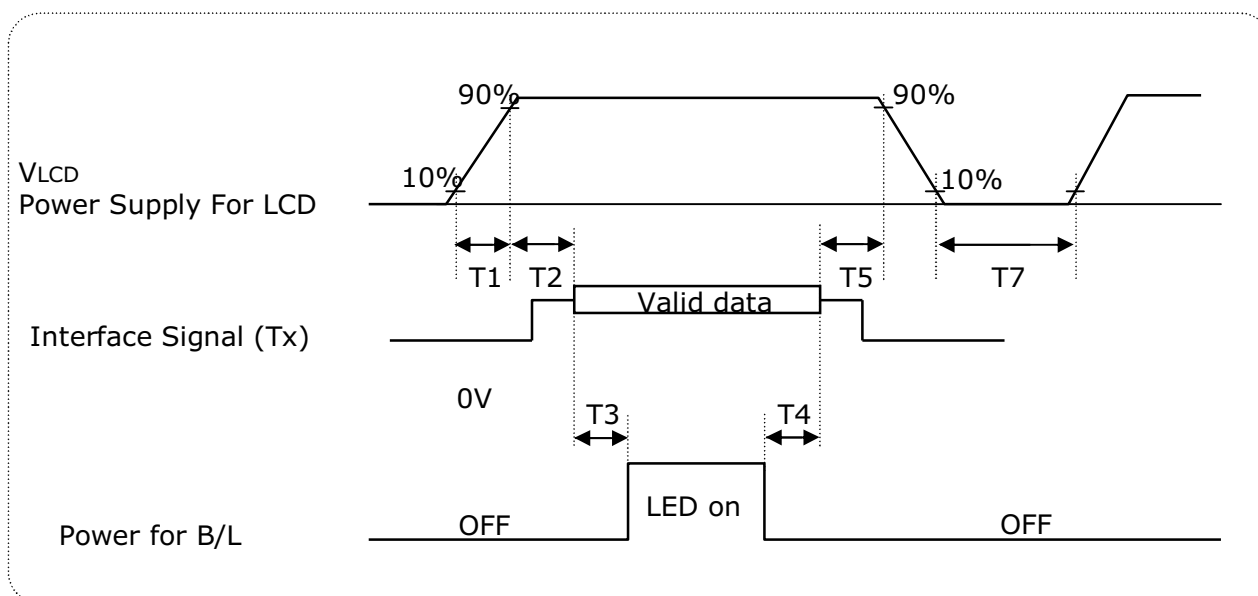 90%
90%
VLCD
10%
10%
Power Supply For LCD
T1
T2
T5
T7
Valid data
Interface Signal (Tx)
0V
T3
T4
LED on
Power for B/L
OFF
OFF